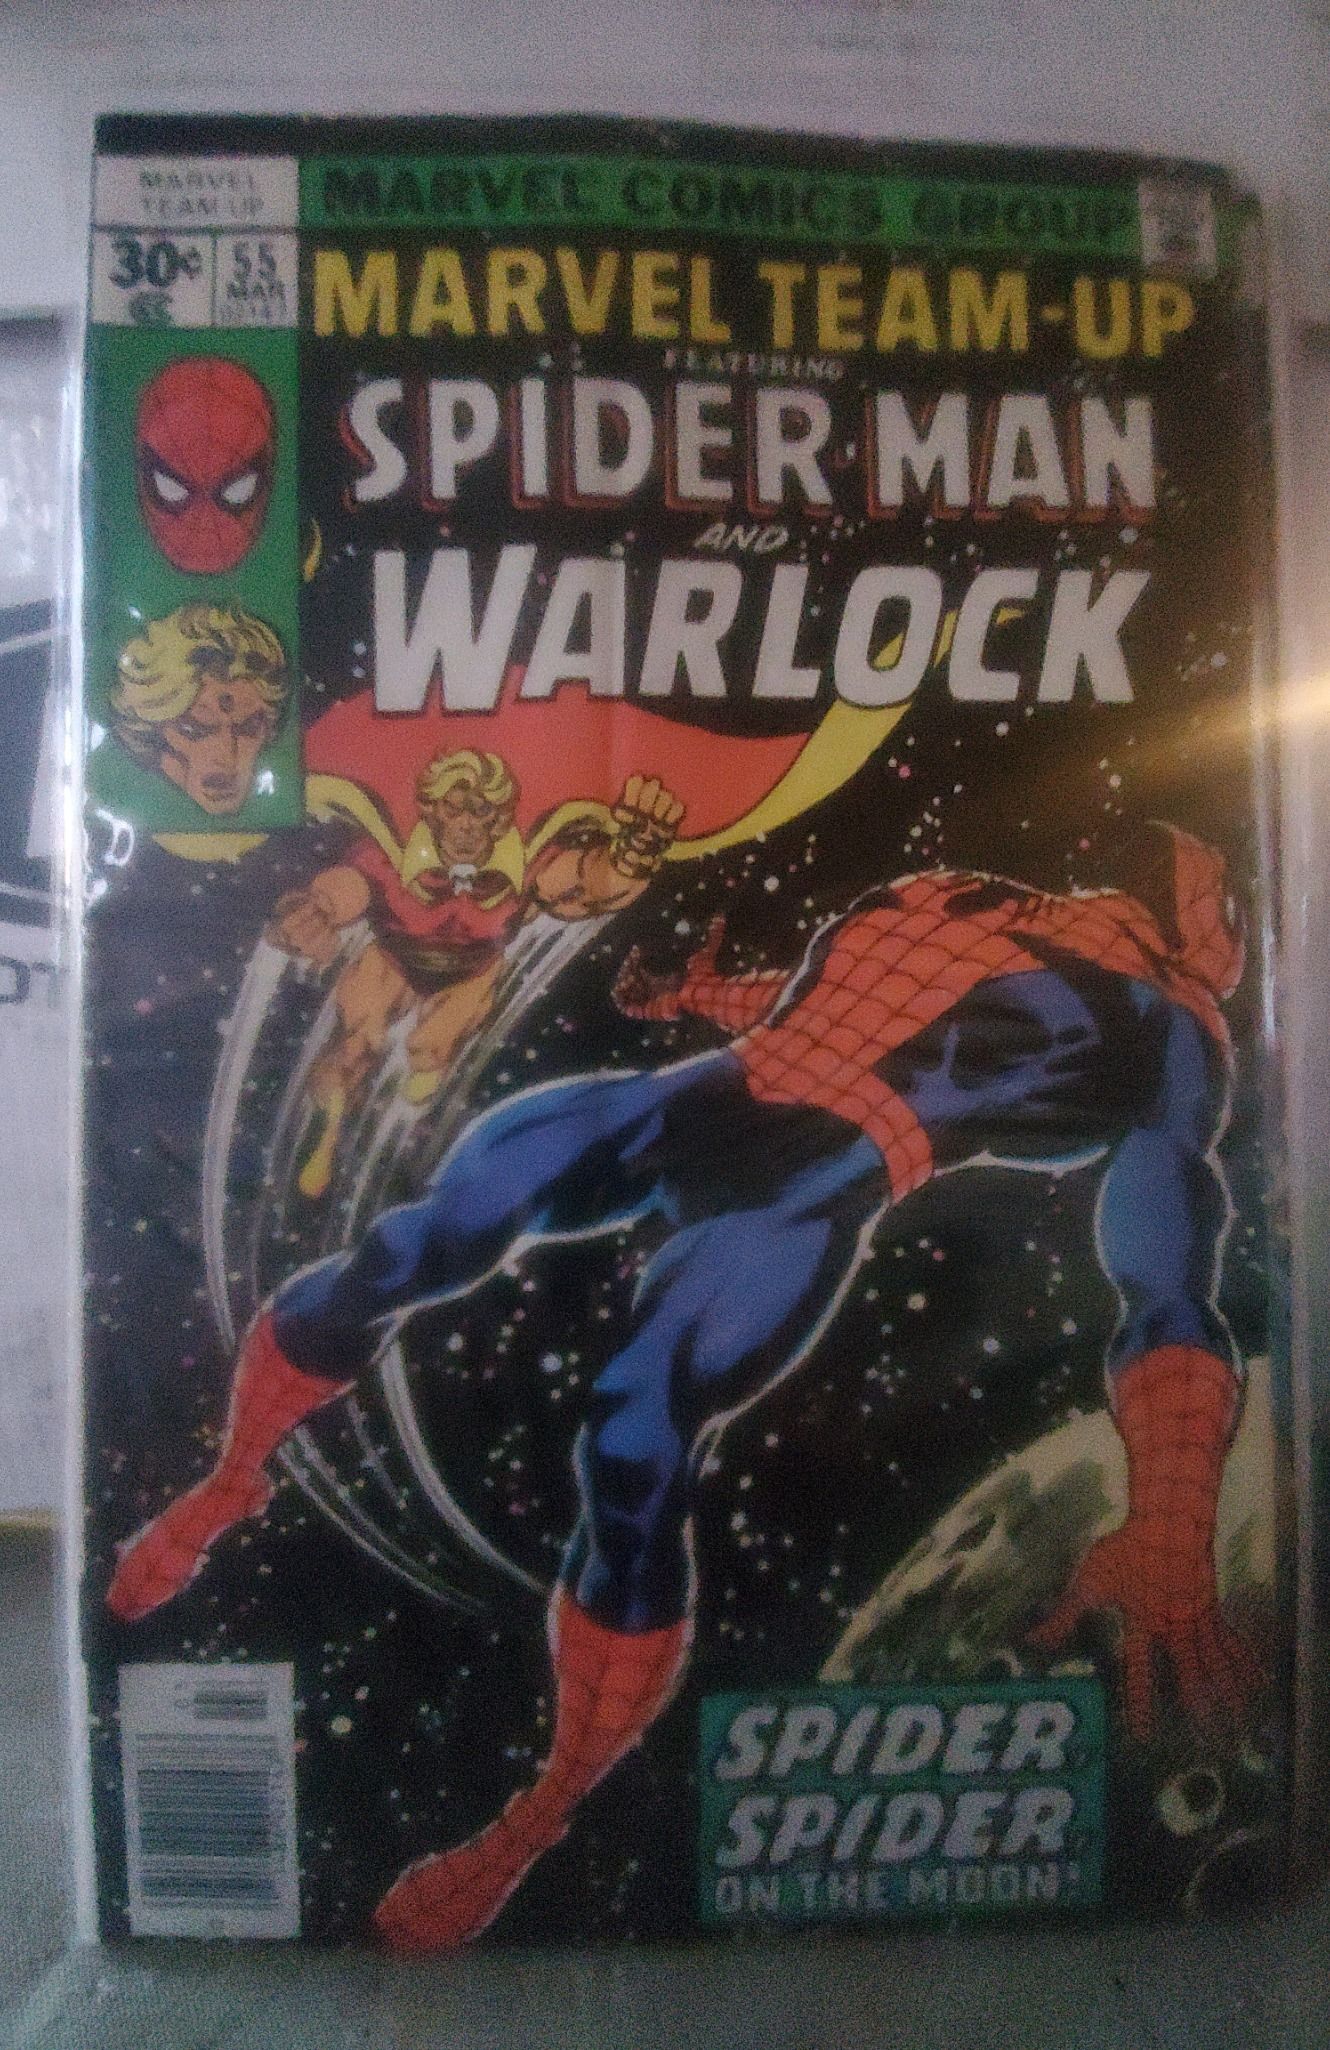 MARVEL
TEAM-UP
MARVEL COMICS GROUP
30¢
55
MAR
02147
MARVEL TEAM-UP
FEATURING
SPIDER-MAN
AND
WARLOCK
SPIDER,
SPIDER
ON THE MOON!